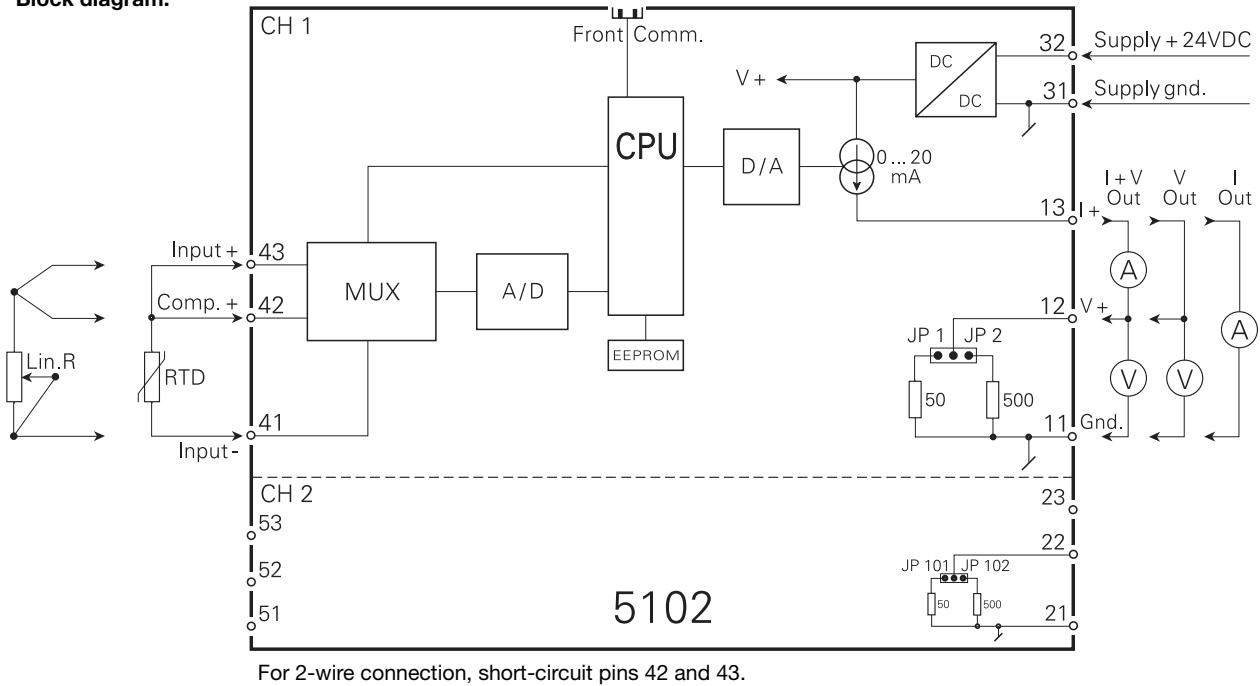 Block diagram:
CH 1
Front Comm.
32
Supply + 24VDC
DC
DC
V +
31
Supply gnd.
CPU
D/A
0 ... 20
mA
I + V
Out
V
Out
I
Out
13
I +
Input +
43
MUX
A/D
A
Comp. +
42
12
V +
A
JP 1
JP 2
EEPROM
Lin.R
RTD
50
500
V
V
41
Input -
11
Gnd.
CH 2
23
53
22
52
JP 101
JP 102
51
5102
50
500
21
For 2-wire connection, short-circuit pins 42 and 43.